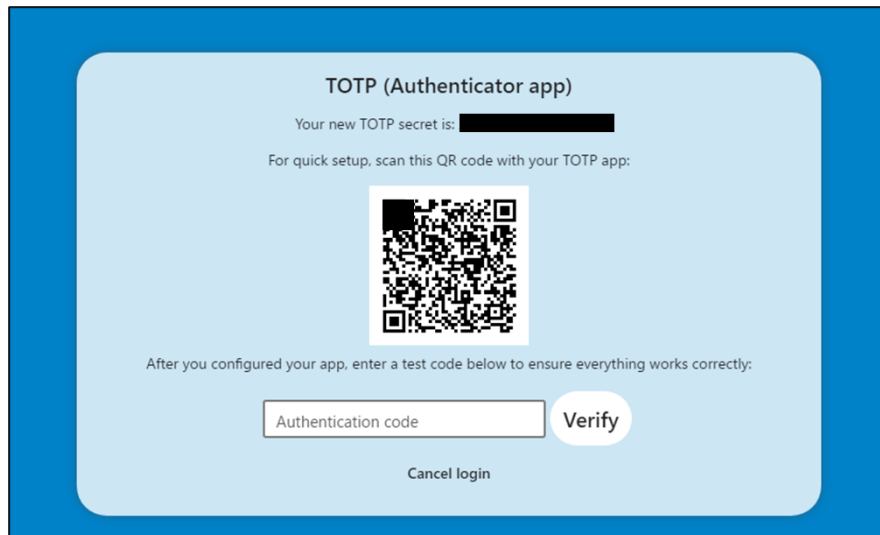 TOTP (Authenticator app)
Your new TOTP secret is:
For quick setup, scan this QR code with your TOTP app:
After you configured your app, enter a test code below to ensure everything works correctly:
Authentication code
Verify
Cancel login